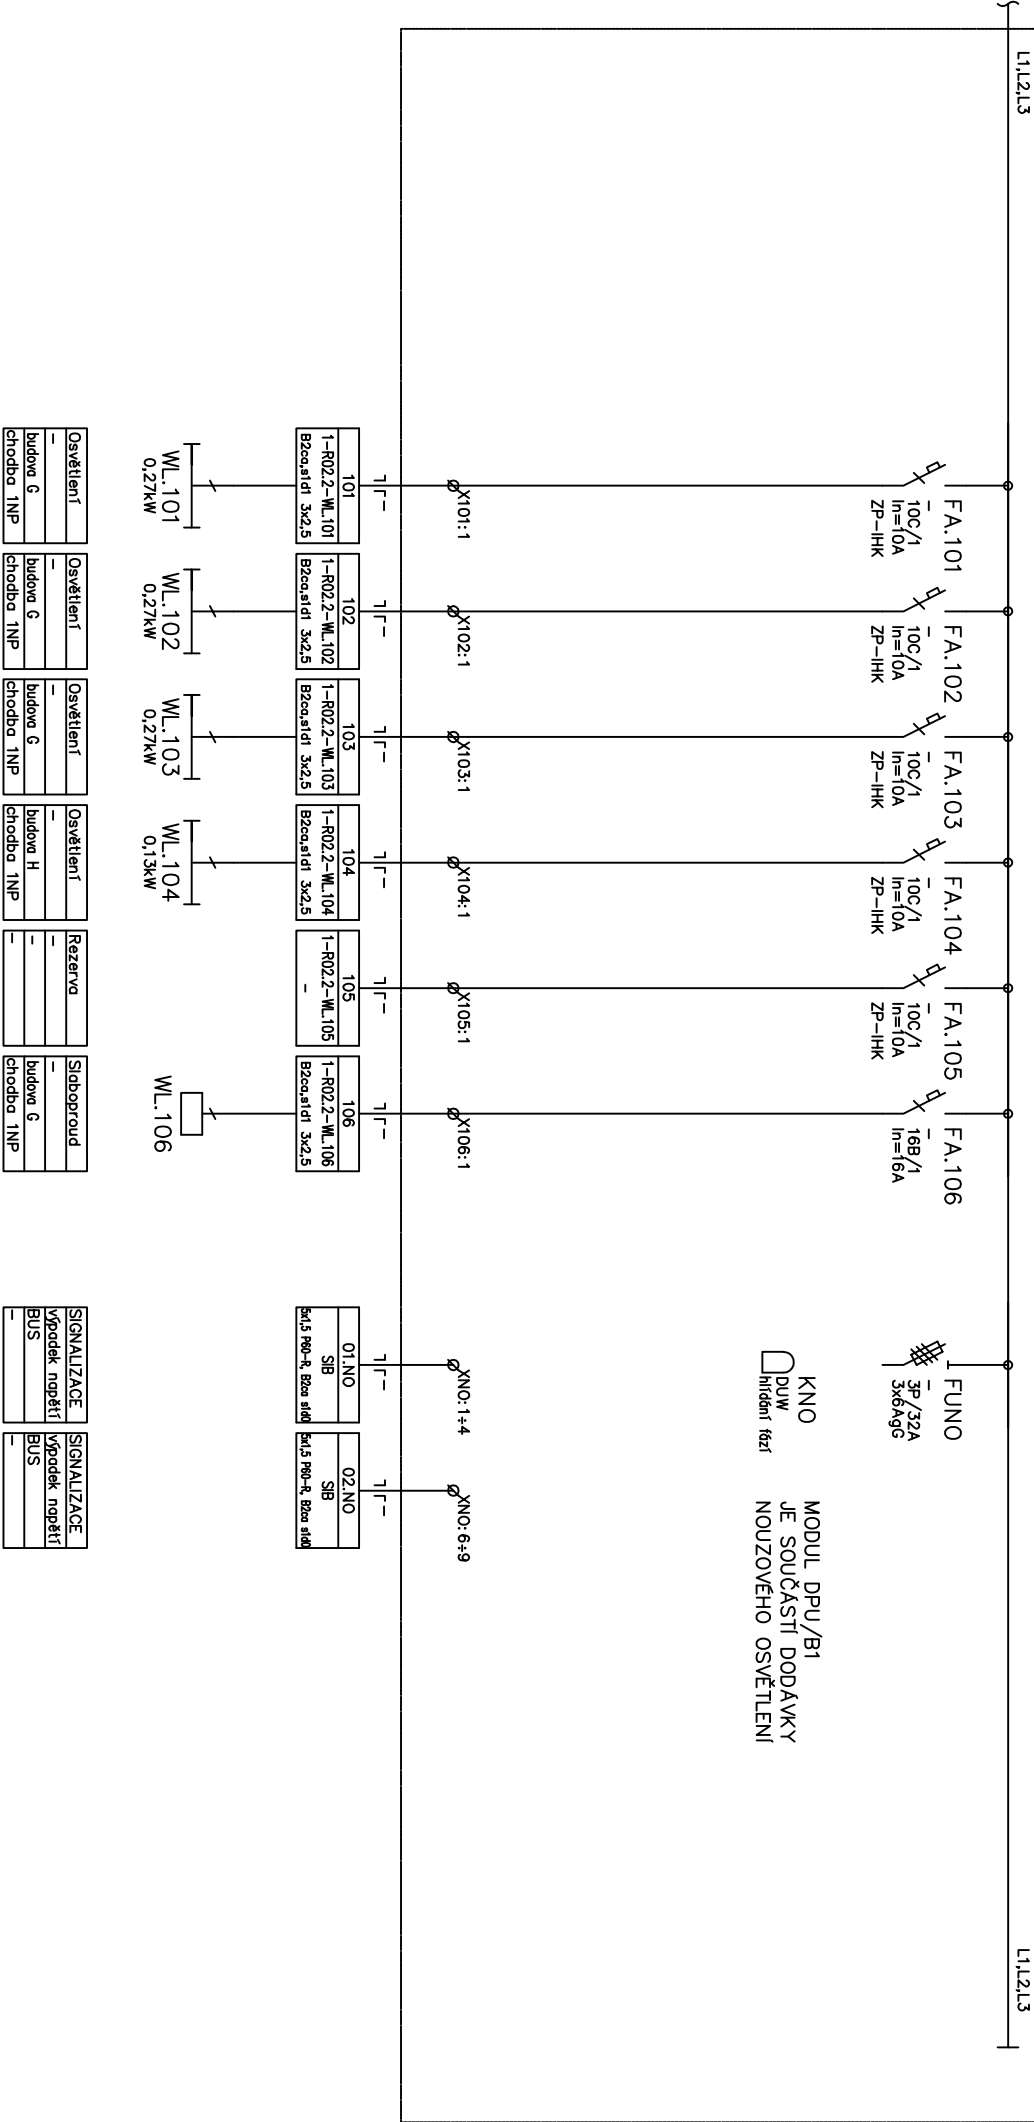 L1,L2,L3
L1,L2,L3
FA.101
–
10C/1
In=10A
ZP–IHK
FA.102
–
10C/1
In=10A
ZP–IHK
FA.103
–
10C/1
In=10A
ZP–IHK
FA.104
–
10C/1
In=10A
ZP–IHK
FA.105
–
10C/1
In=10A
ZP–IHK
FA.106
–
16B/1
In=16A
FUNO
–
3P/32A
3x6AgG
KNO
DUW
hlídání fází
MODUL DPU/B1
JE SOUČÁSTÍ DODÁVKY
NOUZOVÉHO OSVĚTLENÍ
X101:1
X102:1
X103:1
X104:1
X105:1
X106:1
XNO: 1÷4
XNO: 6÷9
101
1–R02.2–WL.101
B2ca,s1d1 3x2,5
102
1–R02.2–WL.102
B2ca,s1d1 3x2,5
103
1–R02.2–WL.103
B2ca,s1d1 3x2,5
104
1–R02.2–WL.104
B2ca,s1d1 3x2,5
105
1–R02.2–WL.105
–
106
1–R02.2–WL.106
B2ca,s1d1 3x2,5
01.NO
SIB
5x1,5 P60–R, B2ca s1d0
02.NO
SIB
5x1,5 P60–R, B2ca s1d0
WL.101
0,27kW
WL.102
0,27kW
WL.103
0,27kW
WL.104
0,13kW
WL.106
Osvětlení
–
budova G
chodba 1NP
Osvětlení
–
budova G
chodba 1NP
Osvětlení
–
budova G
chodba 1NP
Osvětlení
–
budova H
chodba 1NP
Rezerva
–
–
–
Slaboproud
–
budova G
chodba 1NP
SIGNALIZACE
výpadek napětí
BUS
–
SIGNALIZACE
výpadek napětí
BUS
–